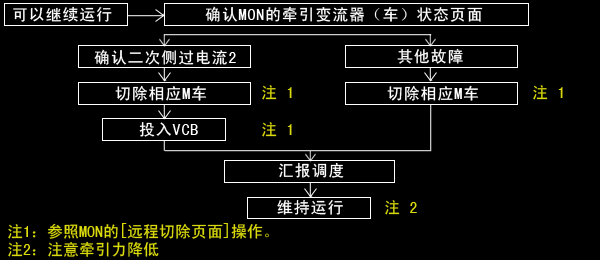 可以继续运行
确认MON的牵引变流器（车）状态页面
确认二次侧过电流2
其他故障
切除相应M车
注 1
切除相应M车
注 1
投入VCB
注 1
汇报调度
维持运行
注 2
注1：参照MON的[远程切除页面]操作。
注2：注意牵引力降低